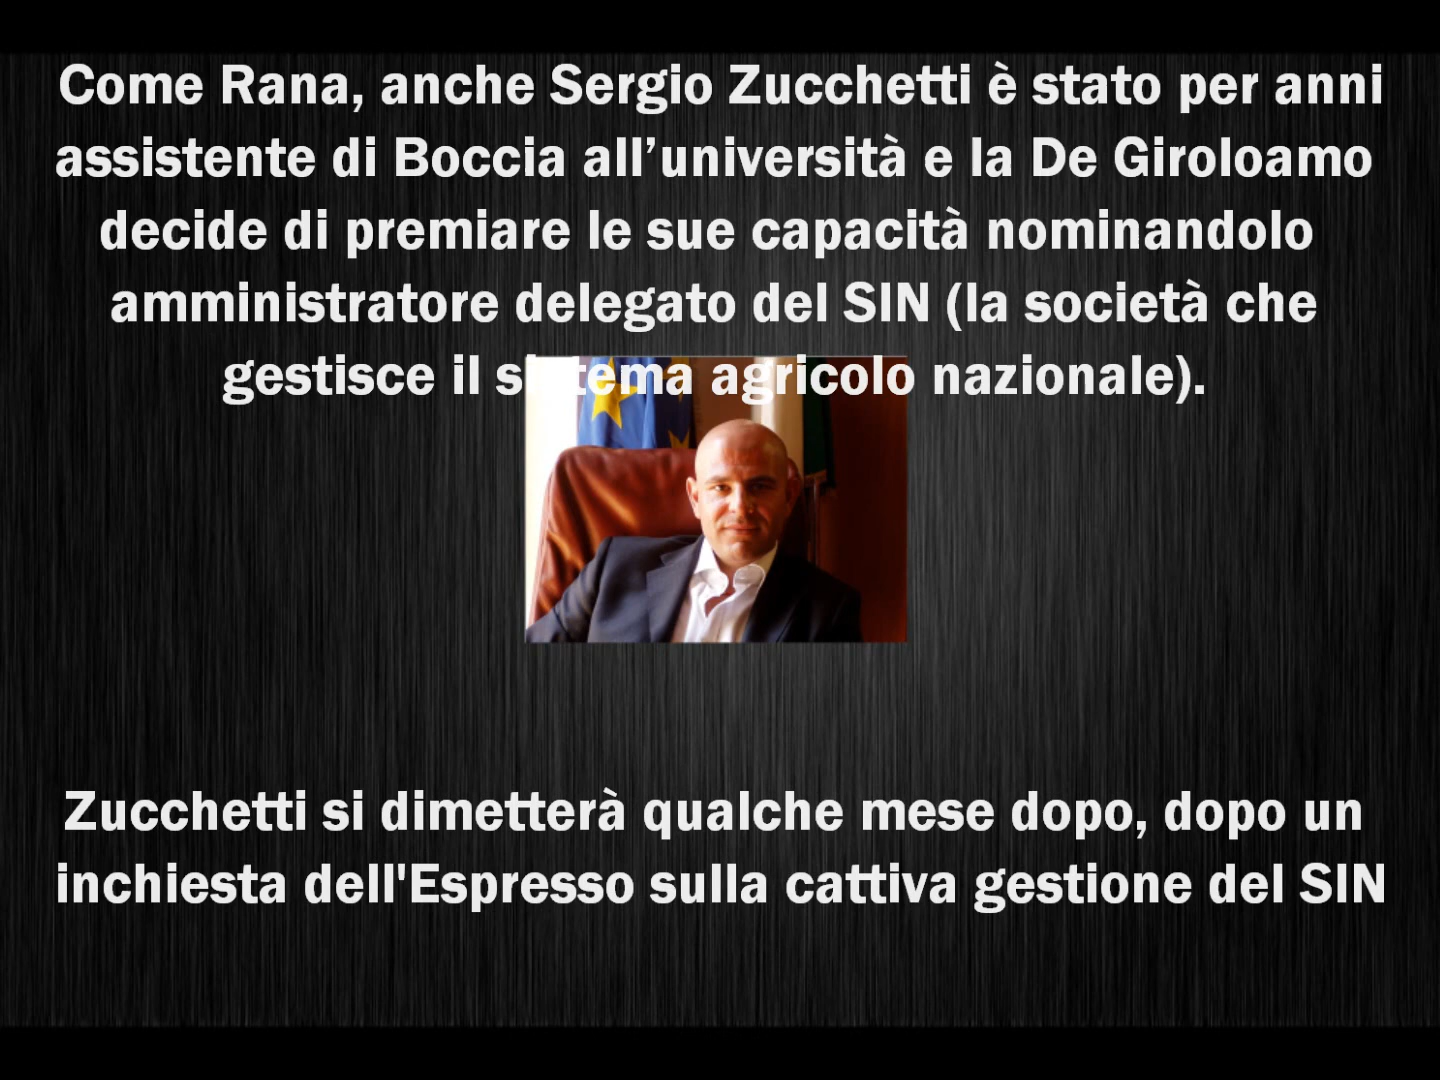 Come Rana, anche Sergio Zucchetti è stato per anni
assistente di Boccia all’università e la De Giroloamo
decide di premiare le sue capacità nominandolo
amministratore delegato del SIN (la società che
gestisce il sistema agricolo nazionale).
Zucchetti si dimetterà qualche mese dopo, dopo un
inchiesta dell'Espresso sulla cattiva gestione del SIN